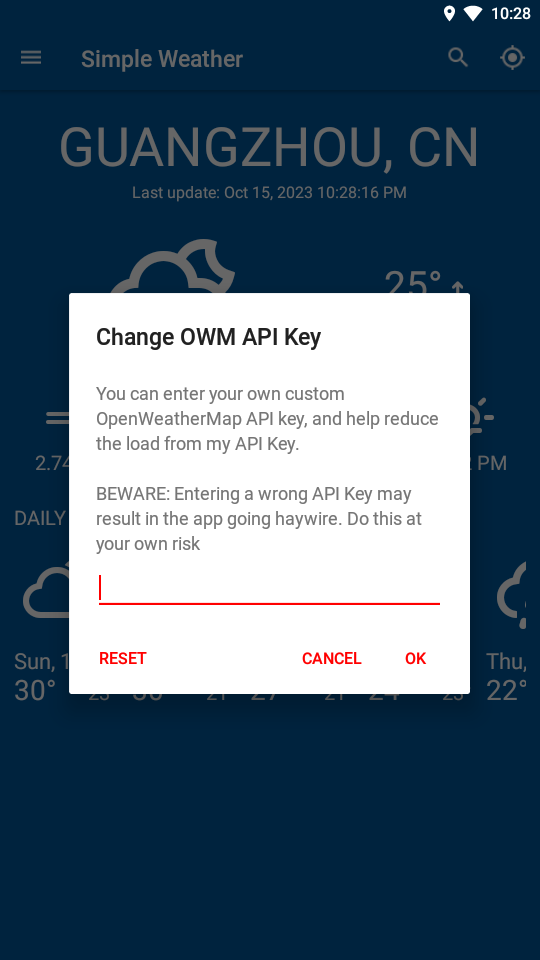 10:28
Simple Weather
GUANGZHOU, CN
Last update: Oct 15, 2023 10:28:16 PM
25° ↑
Change OWM API Key
You can enter your own custom
OpenWeatherMap API key, and help reduce
the load from my API Key.
BEWARE: Entering a wrong API Key may
result in the app going haywire. Do this at
your own risk
2.74
PM
DAILY
RESET
CANCEL
OK
Sun, 1
Thu,
30°
22°